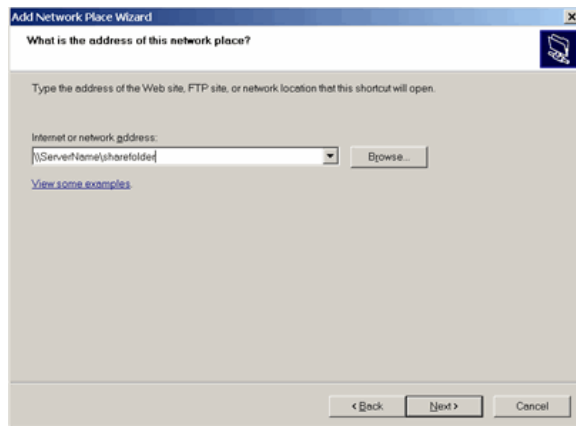 Add Network Place Wizard
What is the address of this network place?
Type the address of the Web site, FTP site, or network location that this shortcut will open.
Internet or network address:
\\ServerName\sharefolder
Browse...
View some examples.
< Back
Next >
Cancel